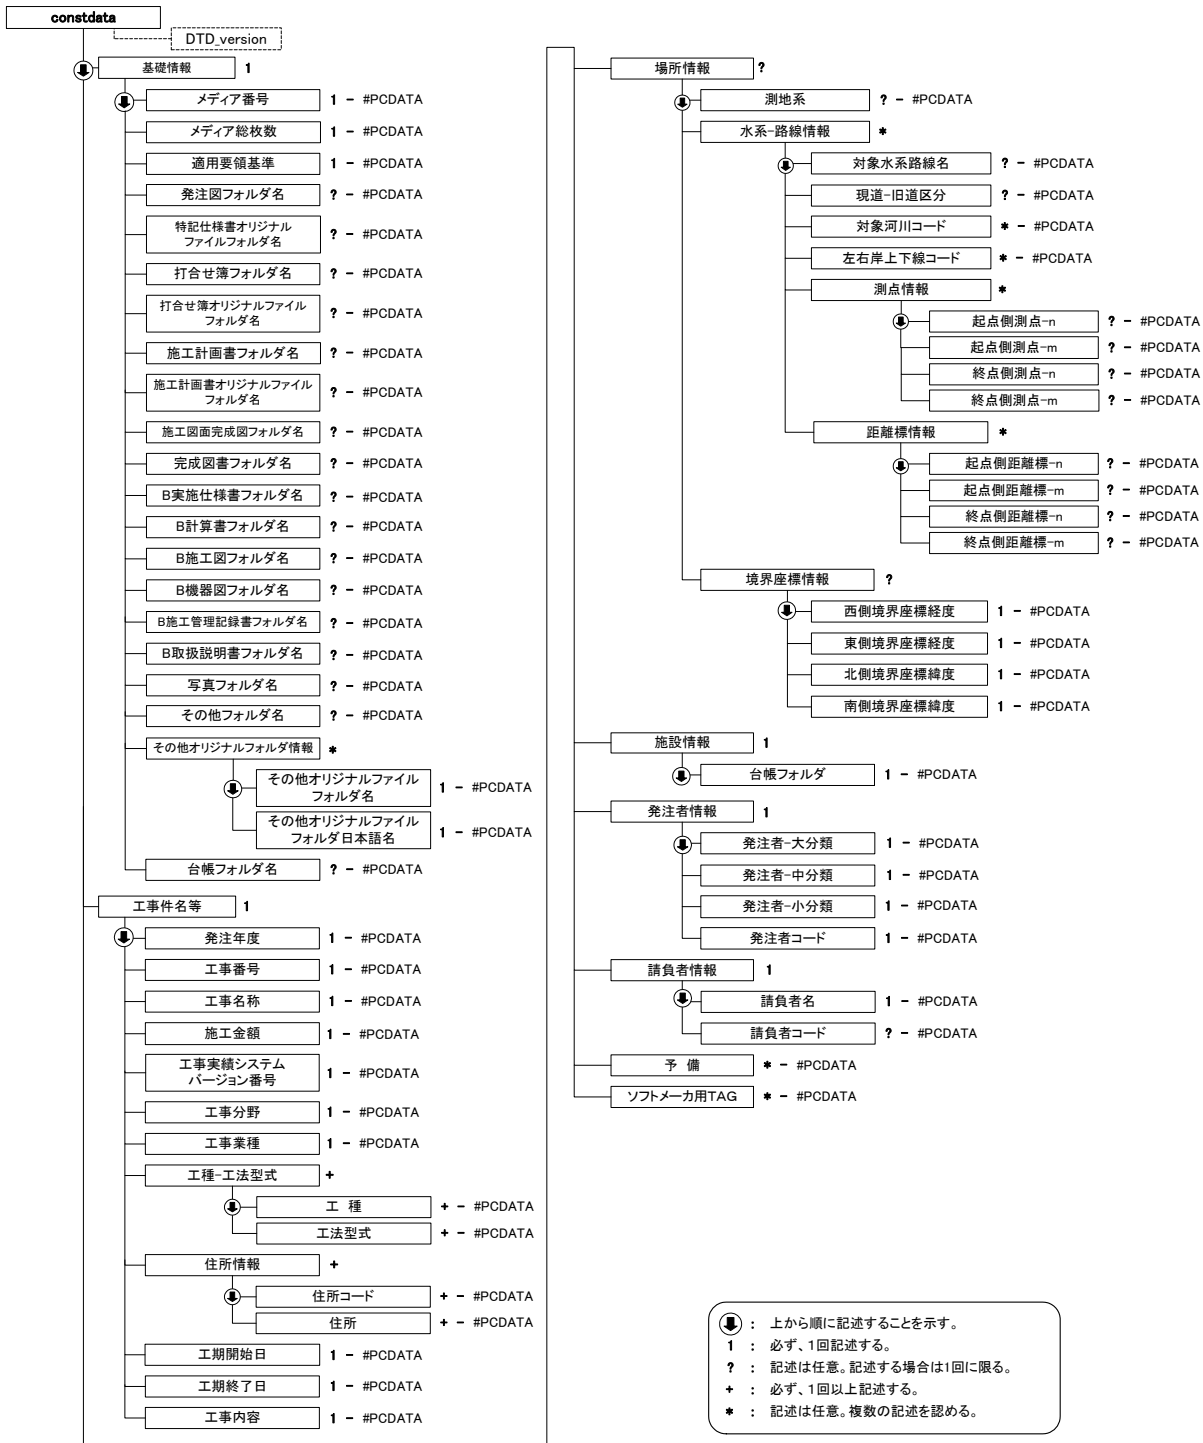 constdata
DTD_version
基礎情報 1
メディア番号 1 - #PCDATA
メディア総枚数 1 - #PCDATA
適用要領基準 1 - #PCDATA
発注図フォルダ名 ? - #PCDATA
特記仕様書オリジナル
ファイルフォルダ名 ? - #PCDATA
打合せ簿フォルダ名 ? - #PCDATA
打合せ簿オリジナルファイル
フォルダ名 ? - #PCDATA
施工計画書フォルダ名 ? - #PCDATA
施工計画書オリジナルファイル
フォルダ名 ? - #PCDATA
施工図面完成図フォルダ名 ? - #PCDATA
完成図書フォルダ名 ? - #PCDATA
B実施仕様書フォルダ名 ? - #PCDATA
B計算書フォルダ名 ? - #PCDATA
B施工図フォルダ名 ? - #PCDATA
B機器図フォルダ名 ? - #PCDATA
B施工管理記録書フォルダ名 ? - #PCDATA
B取扱説明書フォルダ名 ? - #PCDATA
写真フォルダ名 ? - #PCDATA
その他フォルダ名 ? - #PCDATA
その他オリジナルフォルダ情報 *
その他オリジナルファイル
フォルダ名 1 - #PCDATA
その他オリジナルファイル
フォルダ日本語名 1 - #PCDATA
台帳フォルダ名 ? - #PCDATA
工事件名等 1
発注年度 1 - #PCDATA
工事番号 1 - #PCDATA
工事名称 1 - #PCDATA
施工金額 1 - #PCDATA
工事実績システム
バージョン番号 1 - #PCDATA
工事分野 1 - #PCDATA
工事業種 1 - #PCDATA
工種-工法型式 +
工 種 + - #PCDATA
工法型式 + - #PCDATA
住所情報 +
住所コード + - #PCDATA
住所 + - #PCDATA
工期開始日 1 - #PCDATA
工期終了日 1 - #PCDATA
工事内容 1 - #PCDATA
場所情報 ?
測地系 ? - #PCDATA
水系-路線情報 *
対象水系路線名 ? - #PCDATA
現道-旧道区分 ? - #PCDATA
対象河川コード * - #PCDATA
左右岸上下線コード * - #PCDATA
測点情報 *
起点側測点-n ? - #PCDATA
起点側測点-m ? - #PCDATA
終点側測点-n ? - #PCDATA
終点側測点-m ? - #PCDATA
距離標情報 *
起点側距離標-n ? - #PCDATA
起点側距離標-m ? - #PCDATA
終点側距離標-n ? - #PCDATA
終点側距離標-m ? - #PCDATA
境界座標情報 ?
西側境界座標経度 1 - #PCDATA
東側境界座標経度 1 - #PCDATA
北側境界座標緯度 1 - #PCDATA
南側境界座標緯度 1 - #PCDATA
施設情報 1
台帳フォルダ 1 - #PCDATA
発注者情報 1
発注者-大分類 1 - #PCDATA
発注者-中分類 1 - #PCDATA
発注者-小分類 1 - #PCDATA
発注者コード 1 - #PCDATA
請負者情報 1
請負者名 1 - #PCDATA
請負者コード ? - #PCDATA
予 備 * - #PCDATA
ソフトメーカ用TAG * - #PCDATA
: 上から順に記述することを示す。
1 : 必ず、1回記述する。
? : 記述は任意。記述する場合は1回に限る。
+ : 必ず、1回以上記述する。
* : 記述は任意。複数の記述を認める。